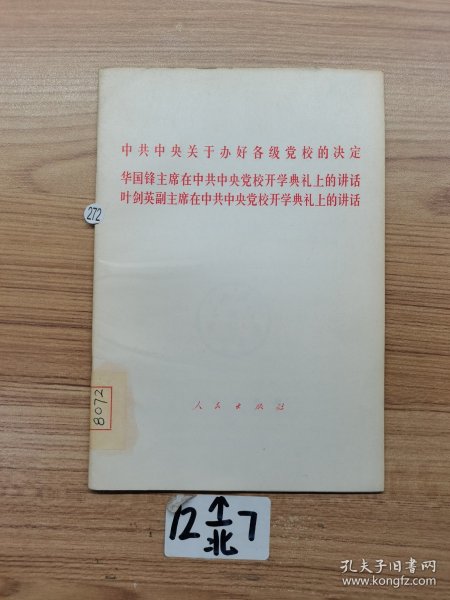 中共中央关于办好各级党校的决定
华国锋主席在中共中央党校开学典礼上的讲话
叶剑英副主席在中共中央党校开学典礼上的讲话
272
8072
人民出版社
12个7
北
孔夫子旧书网
www.kongfz.com